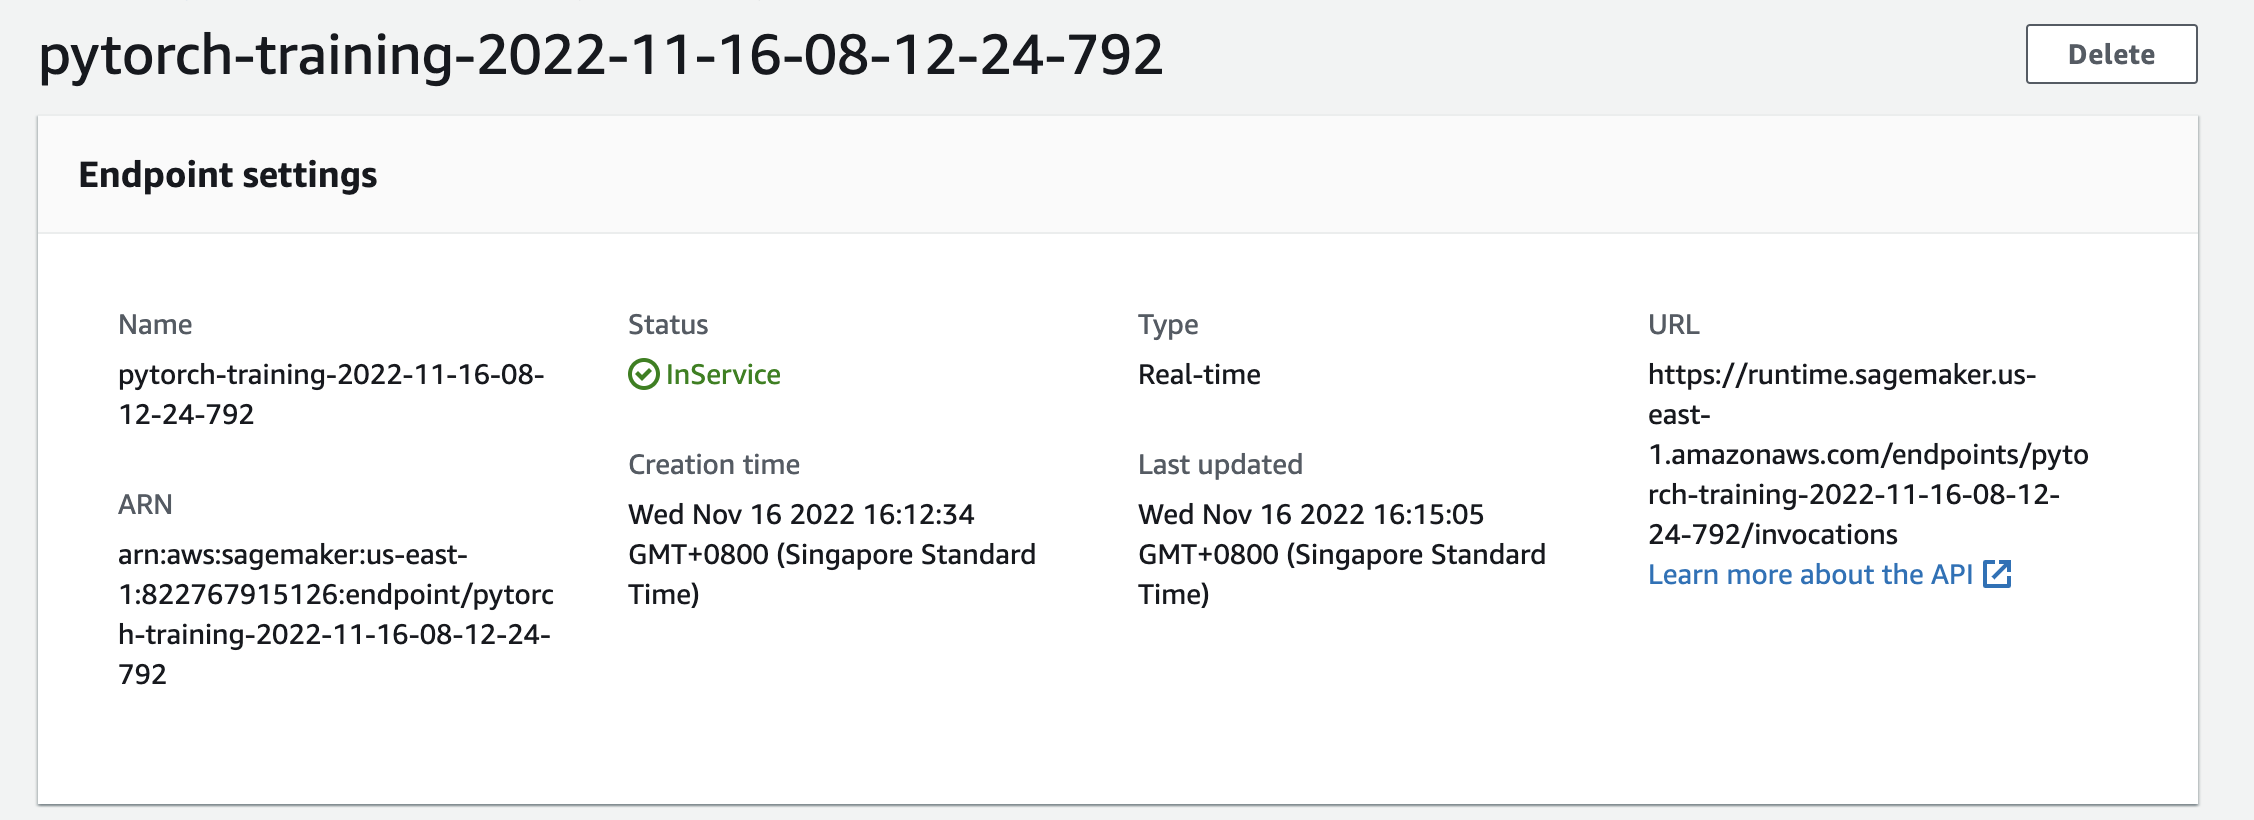 pytorch-training-2022-11-16-08-12-24-792
Delete
Endpoint settings
Name
pytorch-training-2022-11-16-08-
12-24-792
ARN
arn:aws:sagemaker:us-east-
1:822767915126:endpoint/pytorc
h-training-2022-11-16-08-12-24-
792
Status
InService
Creation time
Wed Nov 16 2022 16:12:34
GMT+0800 (Singapore Standard
Time)
Type
Real-time
Last updated
Wed Nov 16 2022 16:15:05
GMT+0800 (Singapore Standard
Time)
URL
https://runtime.sagemaker.us-
east-
1.amazonaws.com/endpoints/pyto
rch-training-2022-11-16-08-12-
24-792/invocations
Learn more about the API